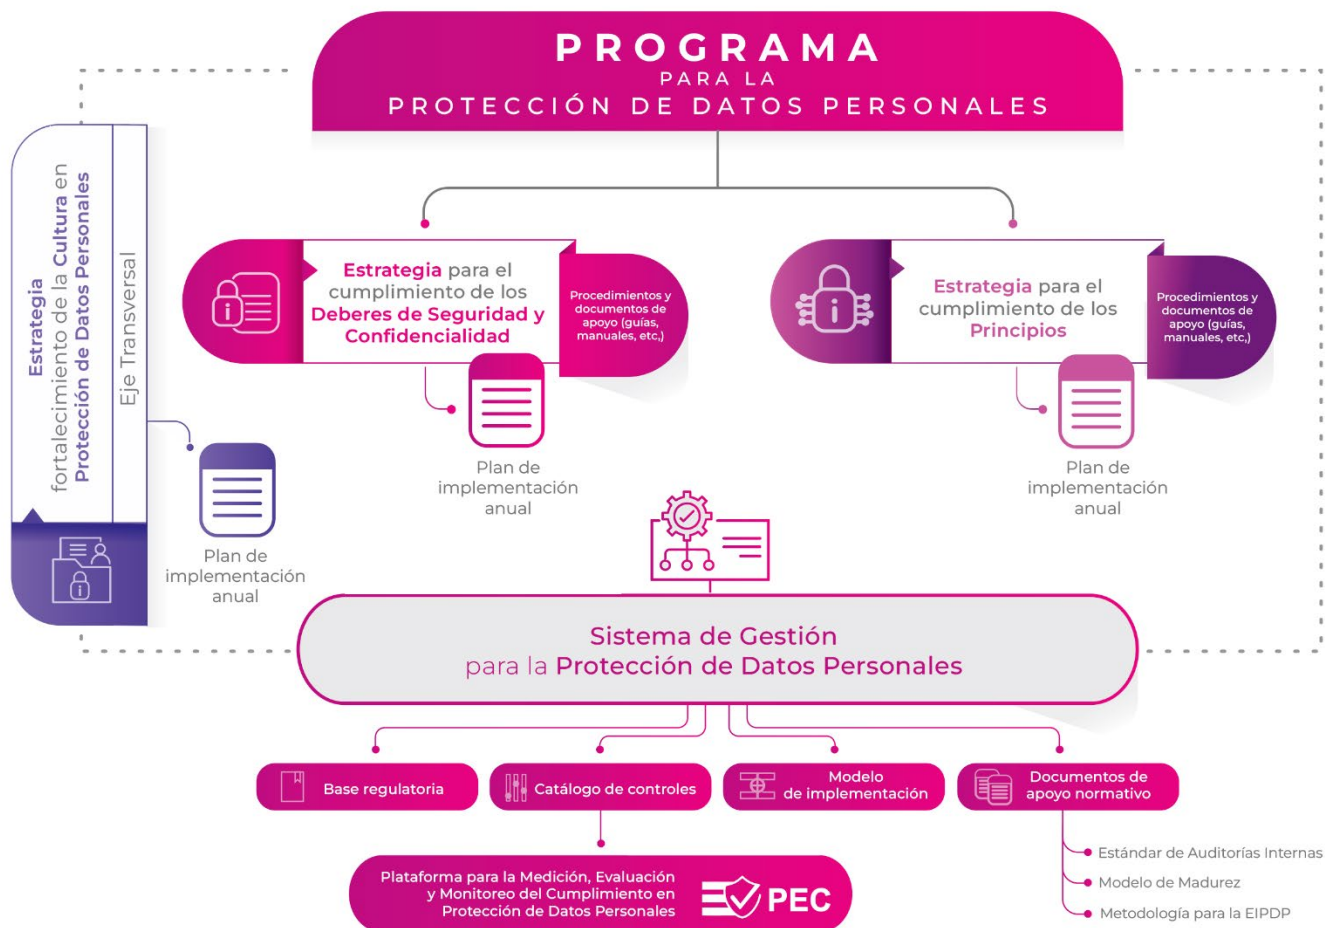 PROGRAMA
PARA LA
PROTECCIÓN DE DATOS PERSONALES
Estrategia
fortalecimiento de la Cultura en
Protección de Datos Personales
Eje Transversal
Plan de
implementación
anual
Estrategia para el
cumplimiento de los
Deberes de Seguridad y
Confidencialidad
Procedimientos y
documentos de
apoyo (guías,
manuales, etc,)
Plan de
implementación
anual
Estrategia para el
cumplimiento de los
Principios
Procedimientos y
documentos de
apoyo (guías,
manuales, etc,)
Plan de
implementación
anual
Sistema de Gestión
para la Protección de Datos Personales
Base regulatoria
Catálogo de controles
Modelo
de implementación
Documentos de
apoyo normativo
Plataforma para la Medición, Evaluación
y Monitoreo del Cumplimiento en
Protección de Datos Personales
PEC
Estándar de Auditorías Internas
Modelo de Madurez
Metodología para la EIPDP